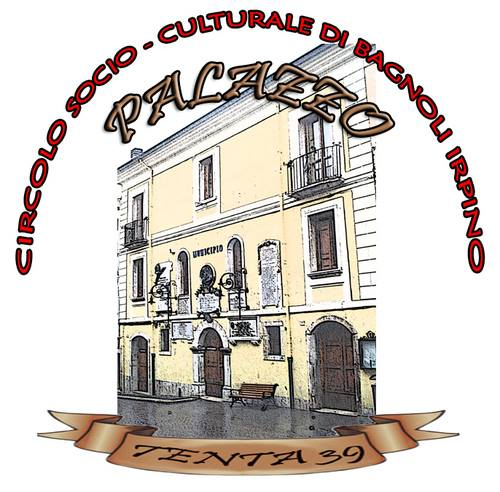 CIRCOLO SOCIO - CULTURALE DI BAGNOLI IRPINO
PALAZZO
MUNICIPIO
TENTA 39